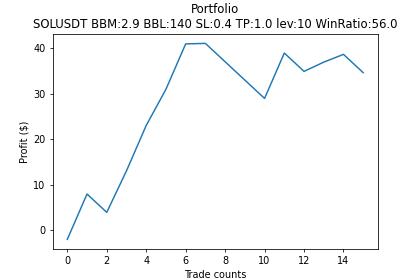 Portfolio
SOLUSDT BBM:2.9 BBL:140 SL:0.4 TP:1.0 lev:10 WinRatio:56.0
40
30
20
10
0
Profit ($)
0 2 4 6 8 10 12 14
Trade counts